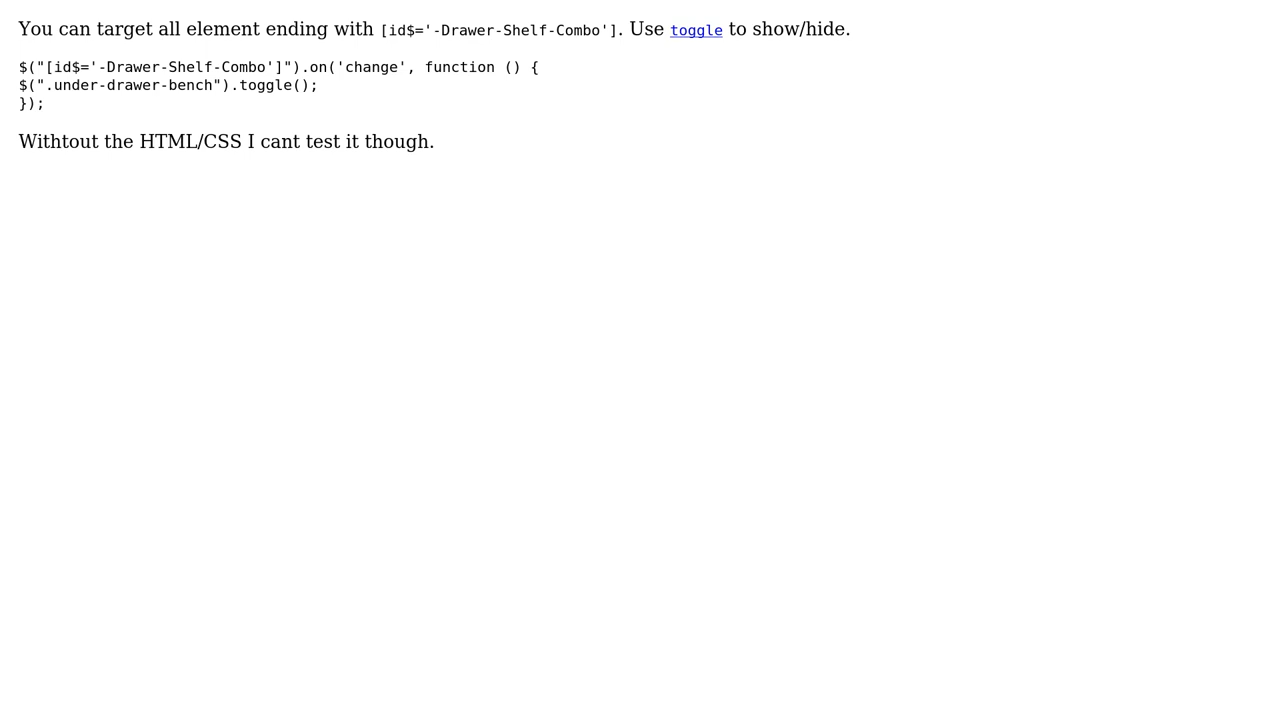 You can target all element ending with [id$='-Drawer-Shelf-Combo']. Use toggle to show/hide.
$("[id$='-Drawer-Shelf-Combo']").on('change', function () {
$(".under-drawer-bench").toggle();
});
Withtout the HTML/CSS I cant test it though.